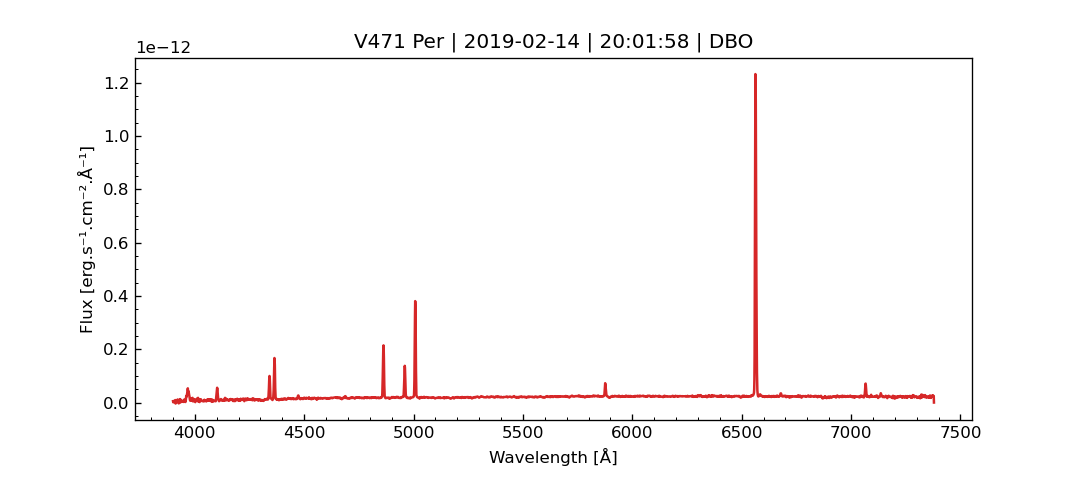 V471 Per | 2019-02-14 | 20:01:58 | DBO
1e−12
1.2
1.0
0.8
0.6
0.4
0.2
0.0
Flux [erg.s⁻¹.cm⁻².Å⁻¹]
4000 4500 5000 5500 6000 6500 7000 7500
Wavelength [Å]